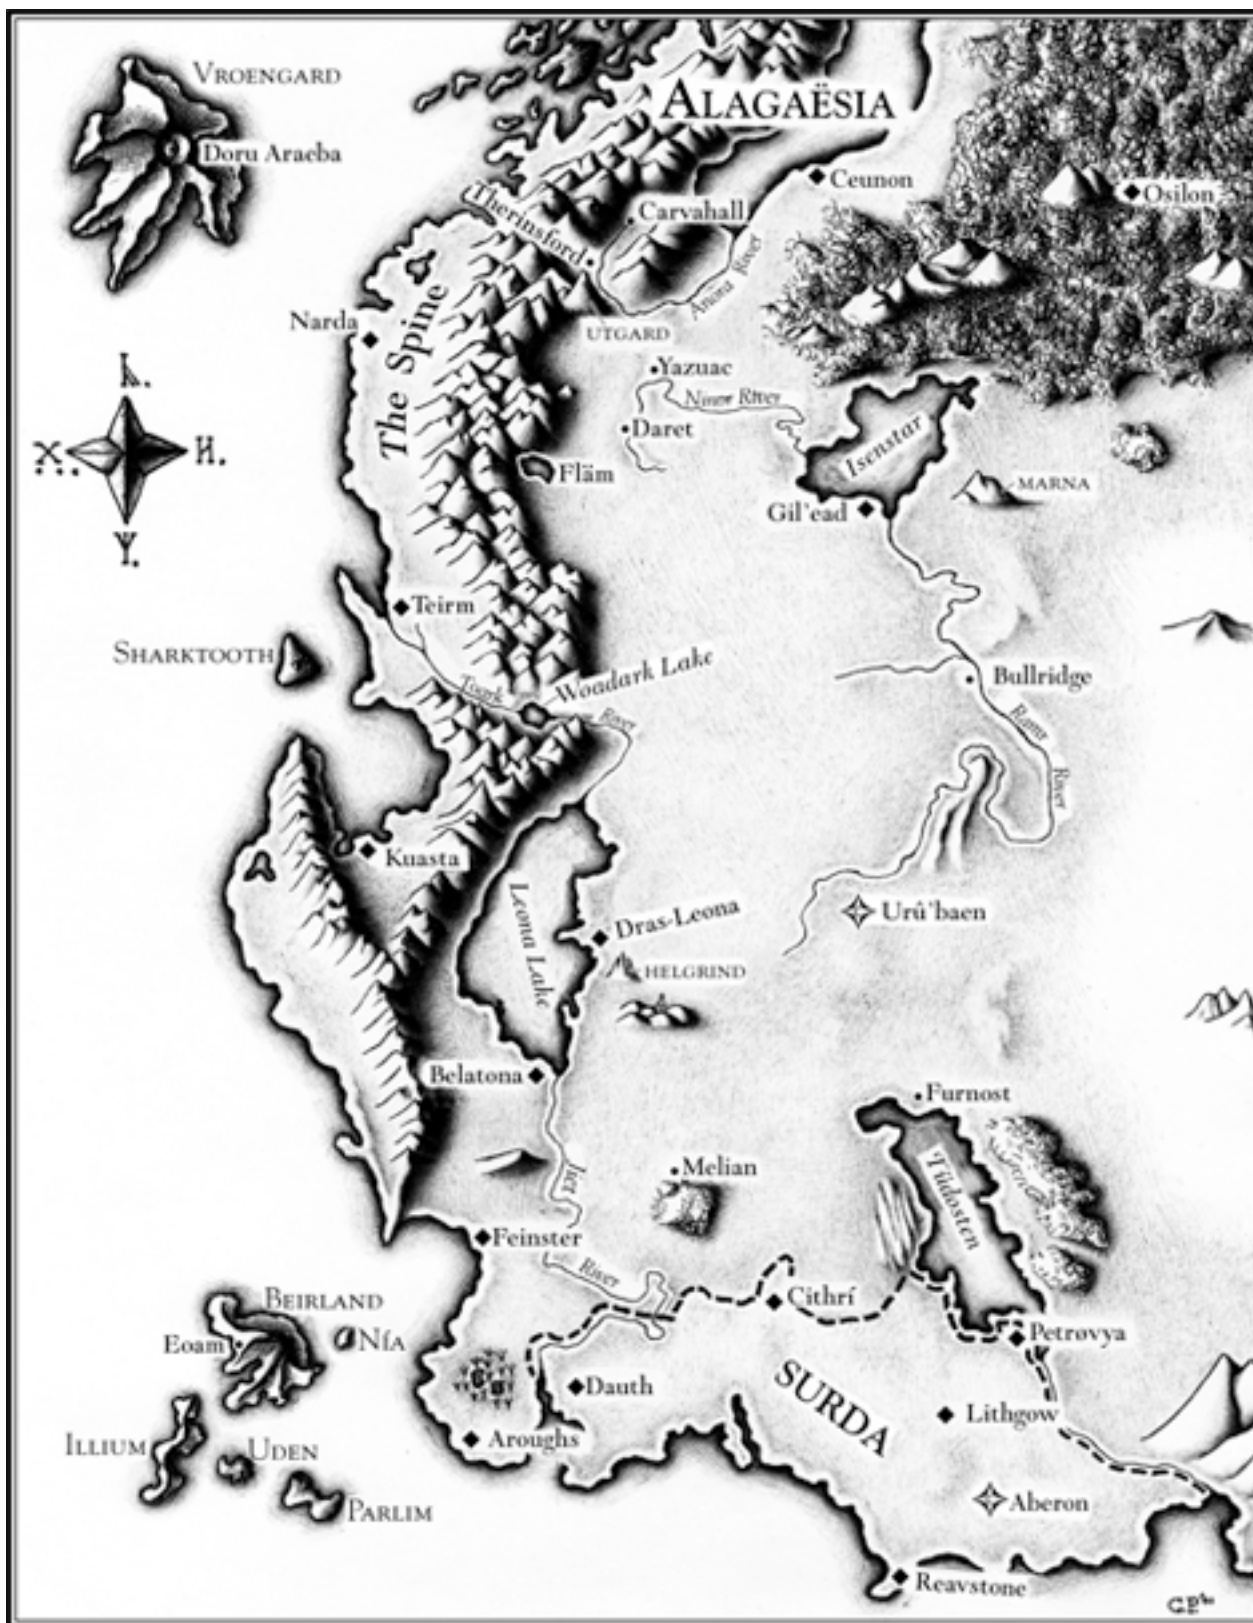 VROENGARD
ALAGAËSIA
Doru Araeba
Ceunon
Osilon
Carvahall
Therinsford
Anora River
Narda
The Spine
UTGARD
Yazuac
Ninor River
Daret
Isenstar
Fläm
MARNA
Gil'ead
Teirm
SHARKTOOTH
Woadark Lake
Toark River
Bullridge
Ramr River
Kuasta
Leona Lake
Dras-Leona
Urû'baen
HELGRIND
Belatona
Furnost
Melian
Tüdosten
Jiet River
Feinster
BEIRLAND
Cithrí
Eoam
NÍA
Petrøvya
SURDA
Dauth
Lithgow
ILLIUM
UDEN
Aroughs
PARLIM
Aberon
Reavstone